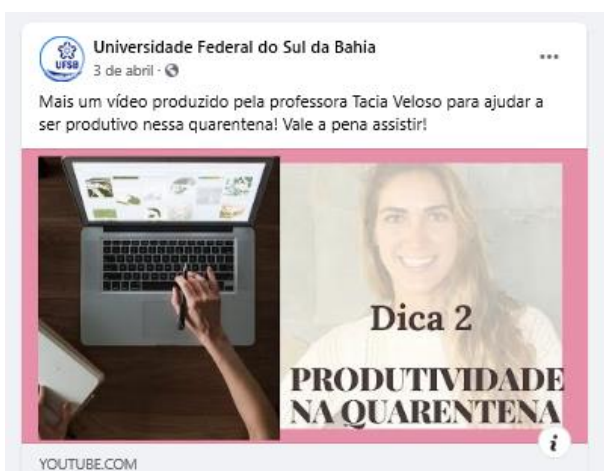 UFSB
Universidade Federal do Sul da Bahia
3 de abril ·
Mais um vídeo produzido pela professora Tacia Veloso para ajudar a
ser produtivo nessa quarentena! Vale a pena assistir!
Dica 2
PRODUTIVIDADE
NA QUARENTENA
i
YOUTUBE.COM